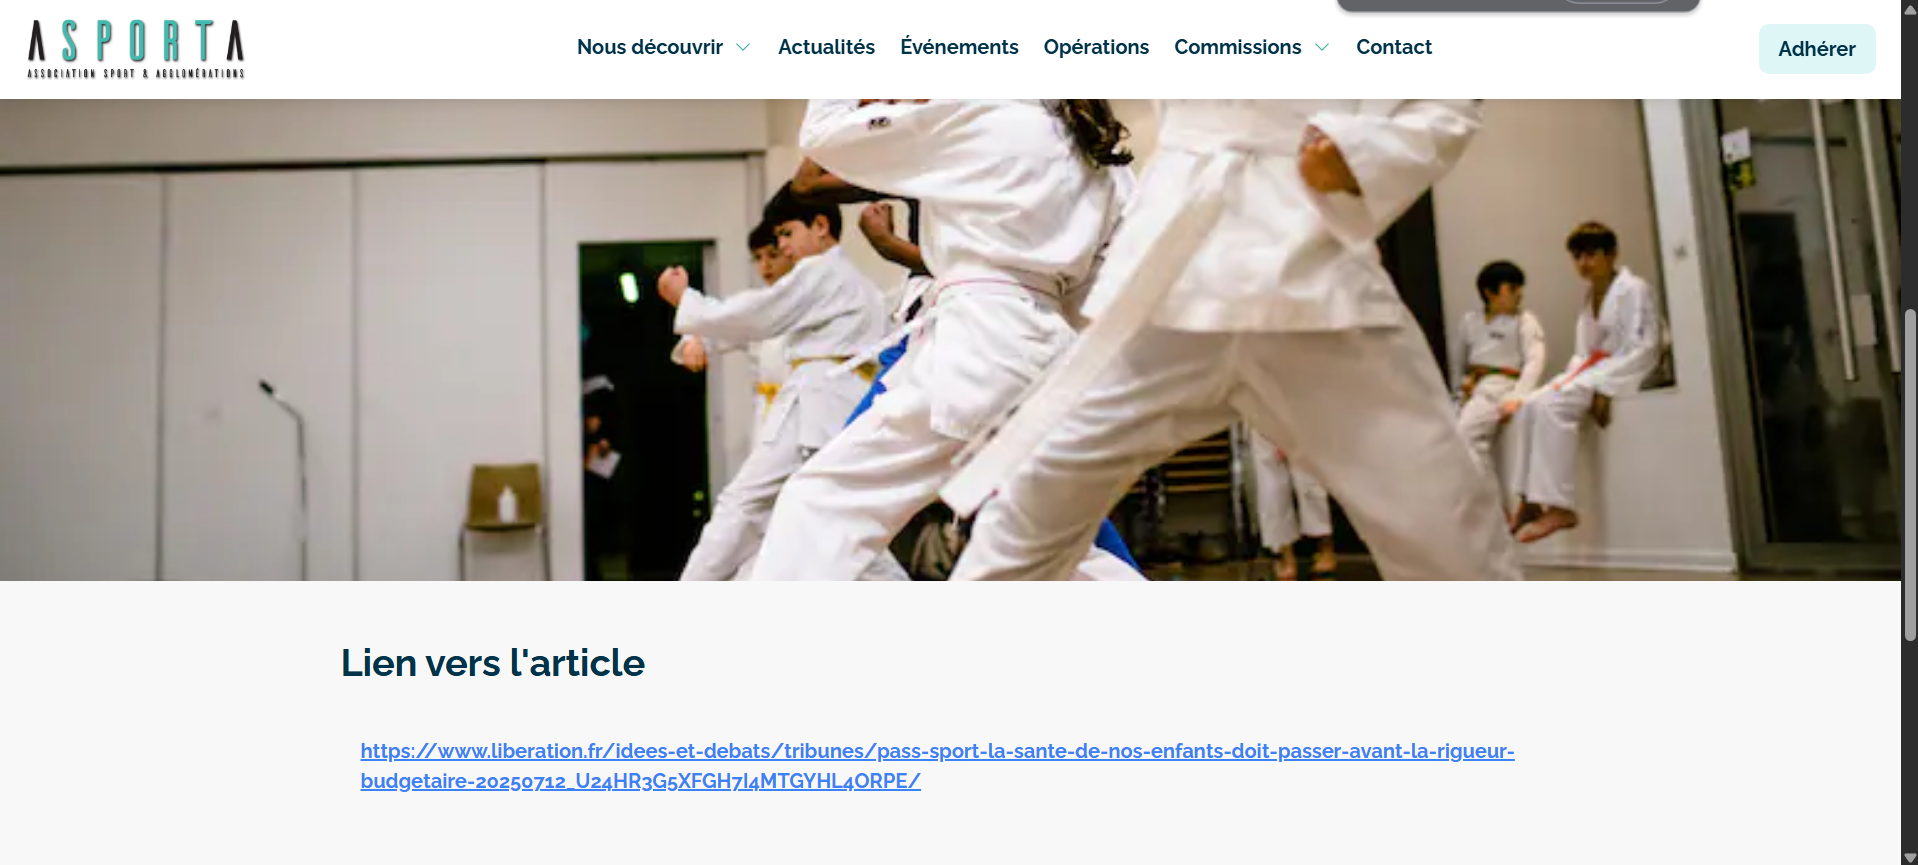 ASPORTA
ASSOCIATION SPORT & AGGLOMÉRATIONS
Nous découvrir
Actualités
Événements
Opérations
Commissions
Contact
Adhérer
Lien vers l'article
https://www.liberation.fr/idees-et-debats/tribunes/pass-sport-la-sante-de-nos-enfants-doit-passer-avant-la-rigueur-
budgetaire-20250712_U24HR3G5XFGH7I4MTGYHL4ORPE/